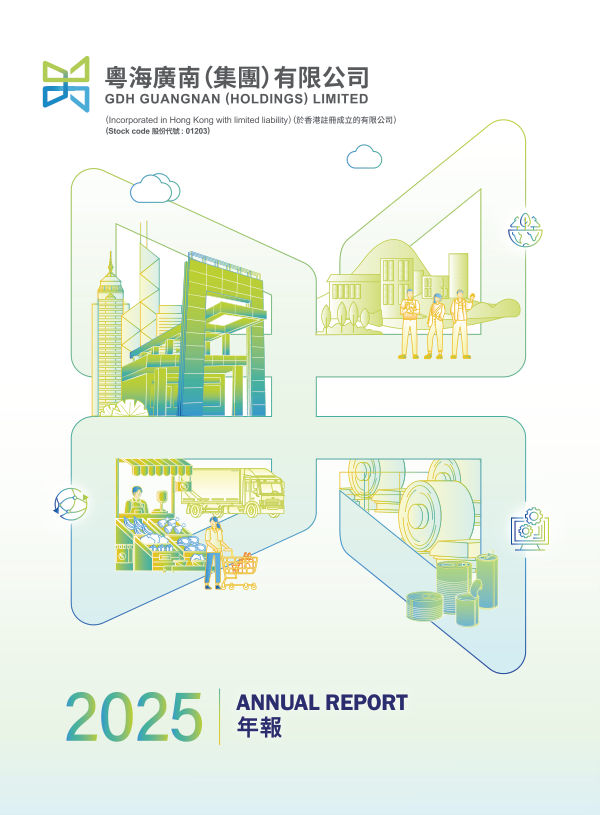 粵海廣南（集團）有限公司
GDH GUANGNAN (HOLDINGS) LIMITED
(Incorporated in Hong Kong with limited liability) (於香港註冊成立的有限公司)
(Stock code 股份代號 : 01203)
2025
ANNUAL REPORT
年報